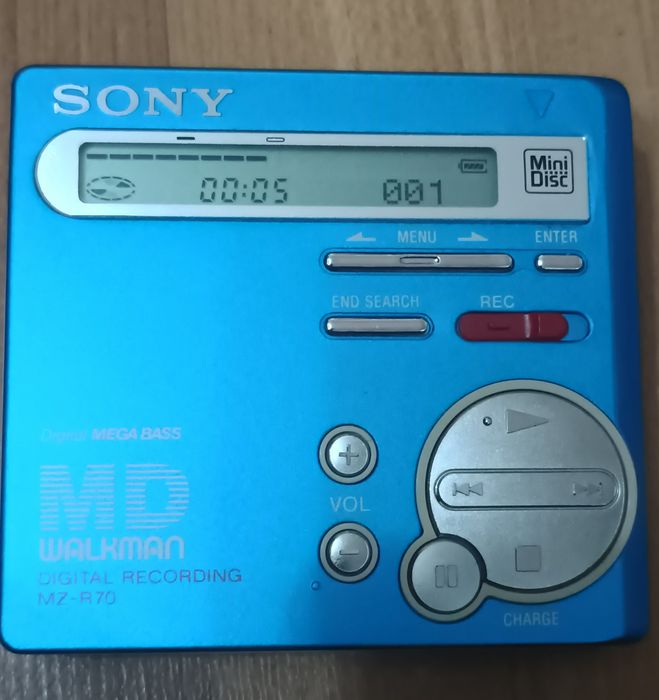 SONY
00:05 001
Mini
Disc
MENU ENTER
END SEARCH REC
Digital MEGA BASS
MD
WALKMAN
VOL
DIGITAL RECORDING
MZ-R70
CHARGE